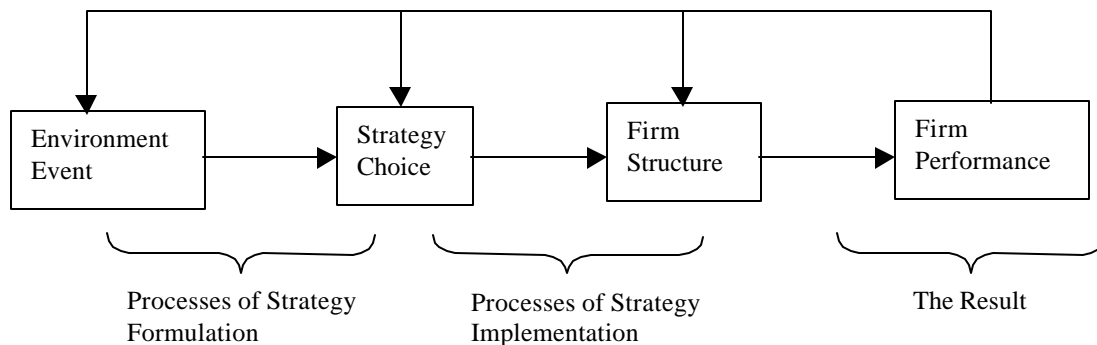 Environment
Event
Strategy
Choice
Firm
Structure
Firm
Performance
Processes of Strategy
Formulation
Processes of Strategy
Implementation
The Result